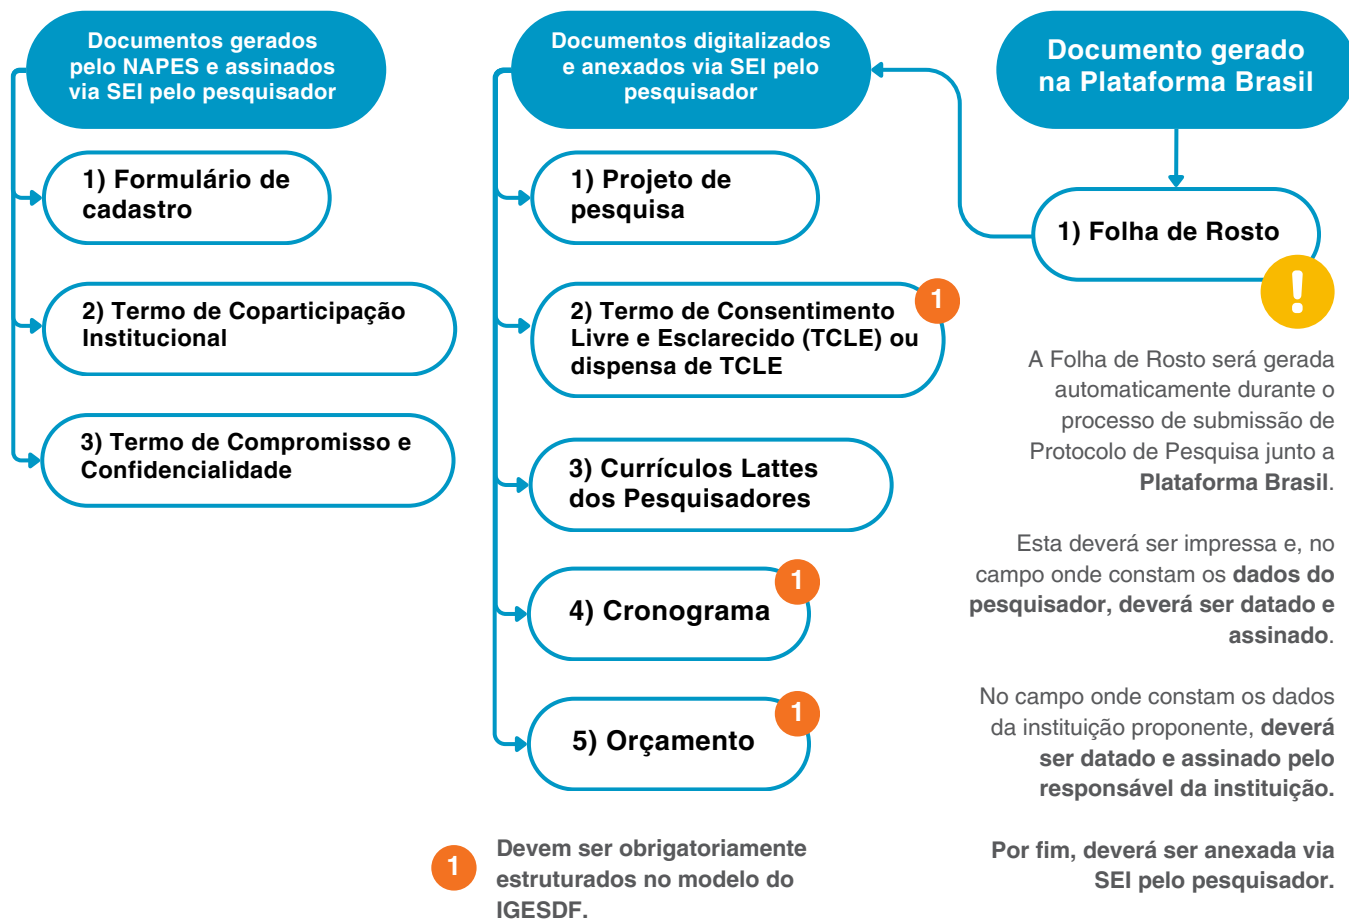 Documentos gerados
pelo NAPES e assinados
via SEI pelo pesquisador
1) Formulário de
cadastro
2) Termo de Coparticipação
Institucional
3) Termo de Compromisso e
Confidencialidade
Documentos digitalizados
e anexados via SEI pelo
pesquisador
1) Projeto de
pesquisa
1
2) Termo de Consentimento
Livre e Esclarecido (TCLE) ou
dispensa de TCLE
3) Currículos Lattes
dos Pesquisadores
1
4) Cronograma
1
5) Orçamento
1
Devem ser obrigatoriamente
estruturados no modelo do
IGESDF.
Documento gerado
na Plataforma Brasil
1) Folha de Rosto
!
A Folha de Rosto será gerada
automaticamente durante o
processo de submissão de
Protocolo de Pesquisa junto a
Plataforma Brasil.
Esta deverá ser impressa e, no
campo onde constam os dados do
pesquisador, deverá ser datado e
assinado.
No campo onde constam os dados
da instituição proponente, deverá
ser datado e assinado pelo
responsável da instituição.
Por fim, deverá ser anexada via
SEI pelo pesquisador.